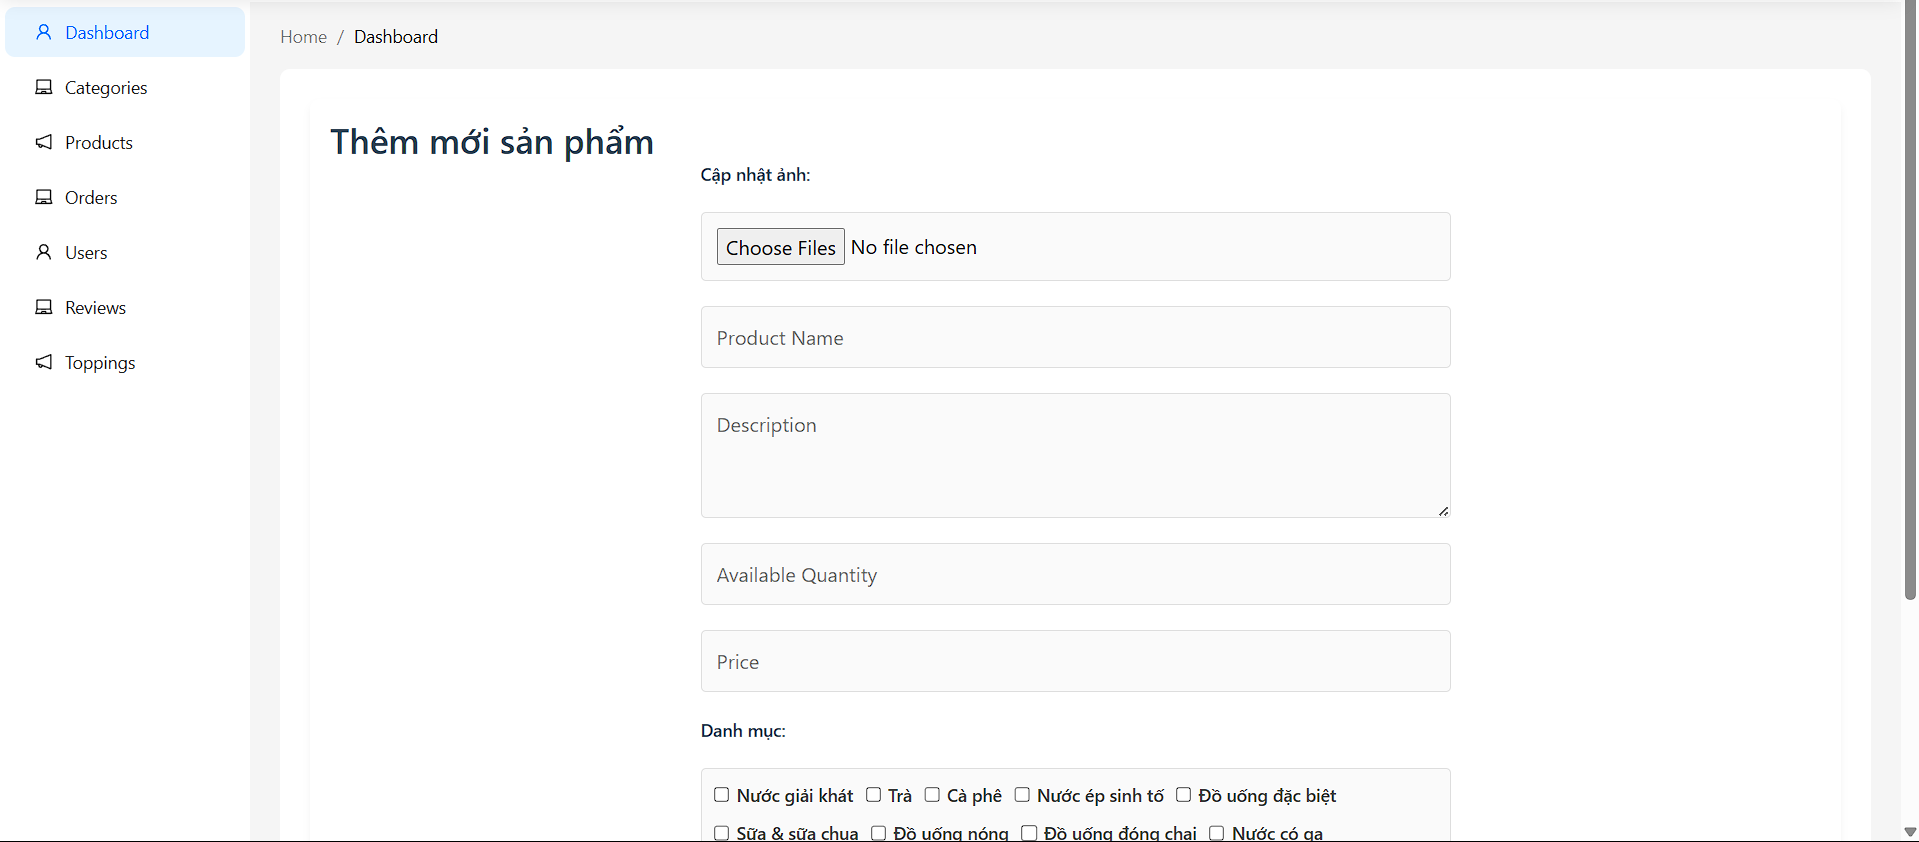 Dashboard
Categories
Products
Orders
Users
Reviews
Toppings
Home / Dashboard
Thêm mới sản phẩm
Cập nhật ảnh:
Choose Files No file chosen
Product Name
Description
Available Quantity
Price
Danh mục:
Nước giải khát Trà Cà phê Nước ép sinh tố Đồ uống đặc biệt
Sữa & sữa chua Đồ uống nóng Đồ uống đóng chai Nước có ga